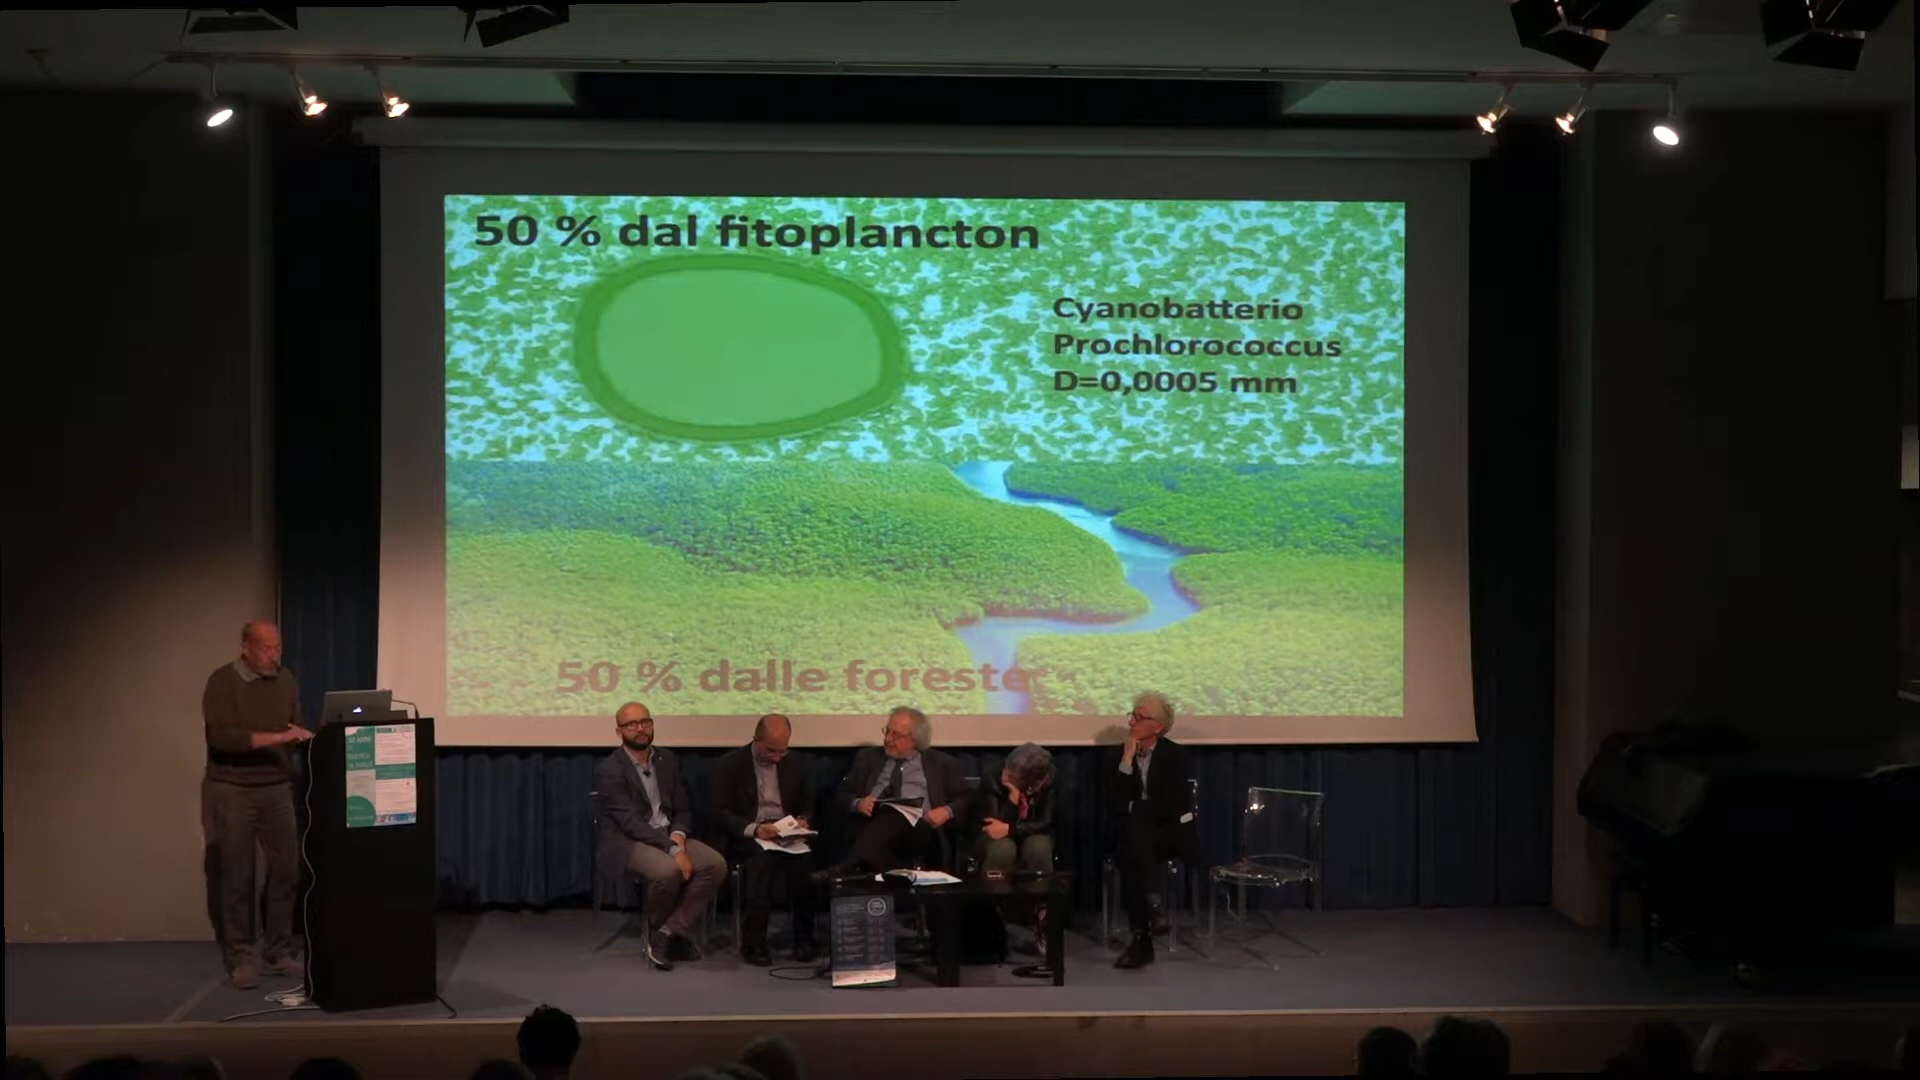 50 % dal fitoplancton
Cyanobatterio
Prochlorococcus
D=0,0005 mm
50 % dalle foreste